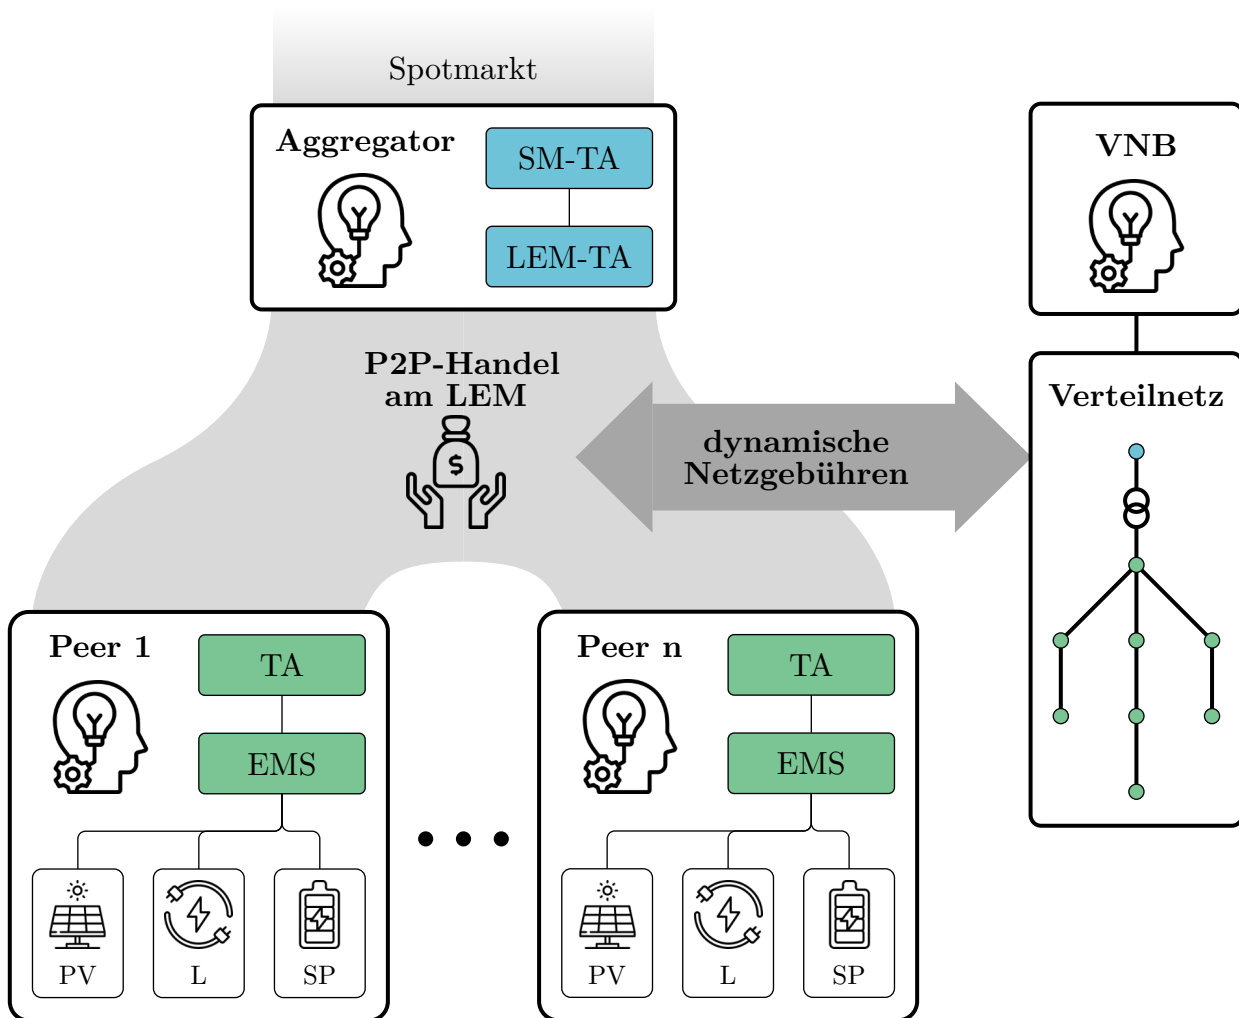 Spotmarkt
Aggregator
SM-TA
LEM-TA
VNB
P2P-Handel
am LEM
$
dynamische
Netzgebühren
Verteilnetz
Peer 1
TA
EMS
PV
L
SP
Peer n
TA
EMS
PV
L
SP